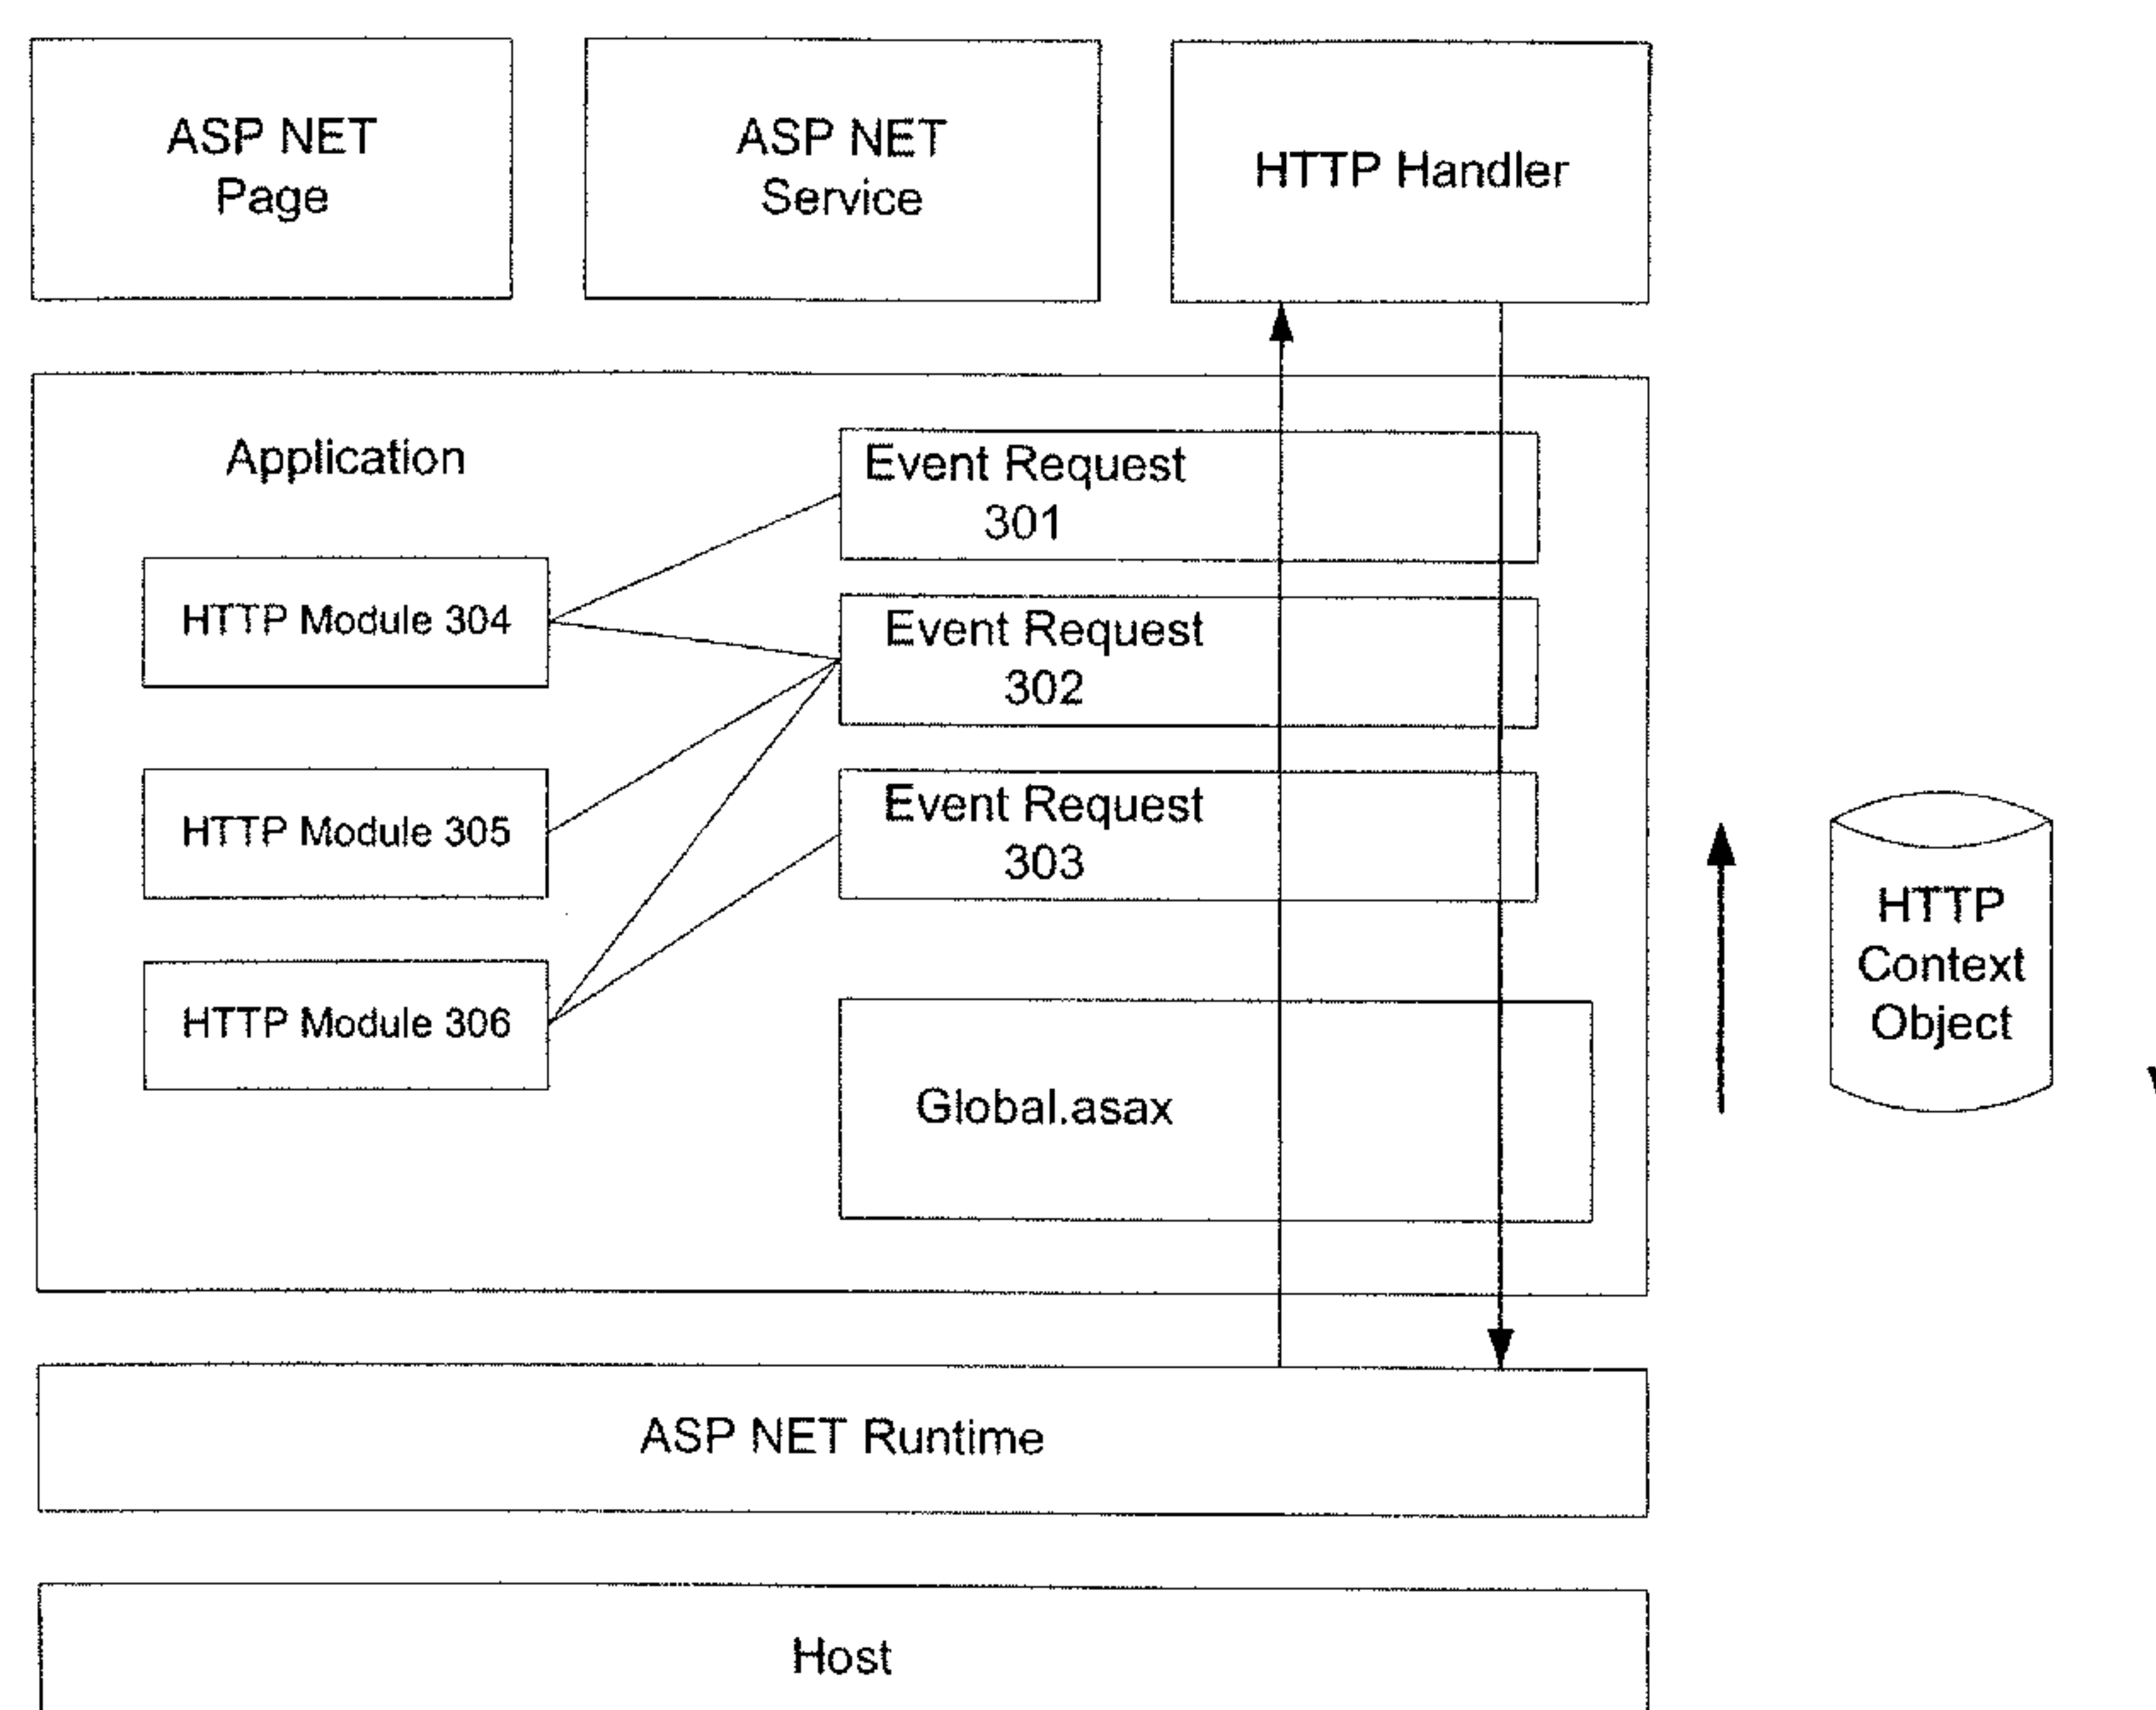 ASP NET
Page
ASP NET
Service
HTTP Handler
Application
Event Request
301
HTTP Module 304
Event Request
302
HTTP Module 305
Event Request
303
HTTP Module 306
Global.asax
HTTP
Context
Object
ASP NET Runtime
Host